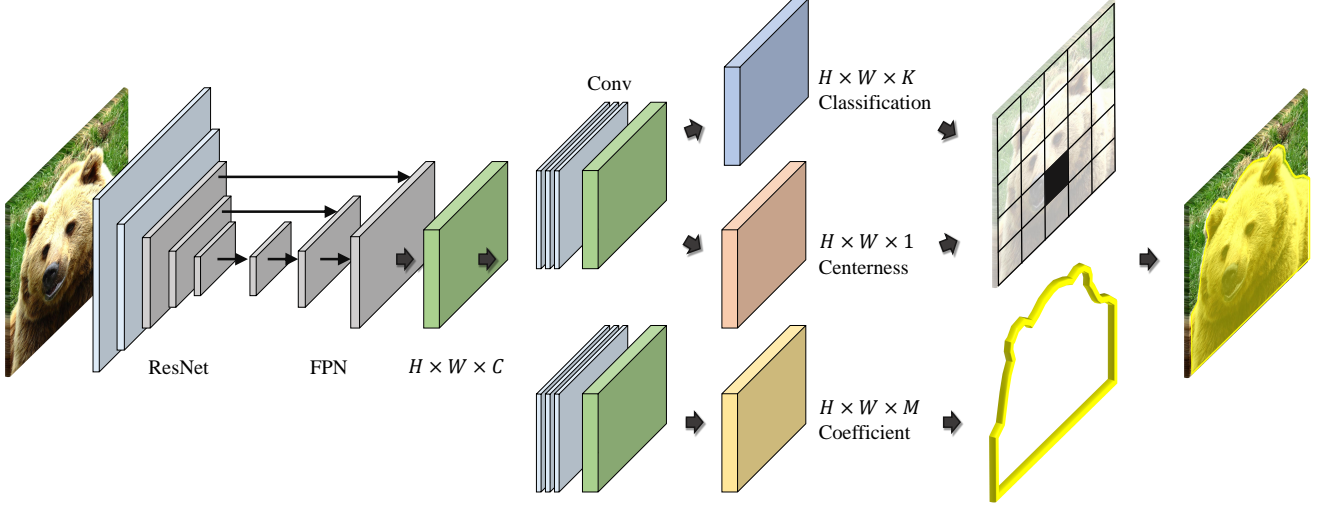 Conv
H × W × K
Classification
H × W × 1
Centerness
ResNet
FPN
H × W × C
H × W × M
Coefficient